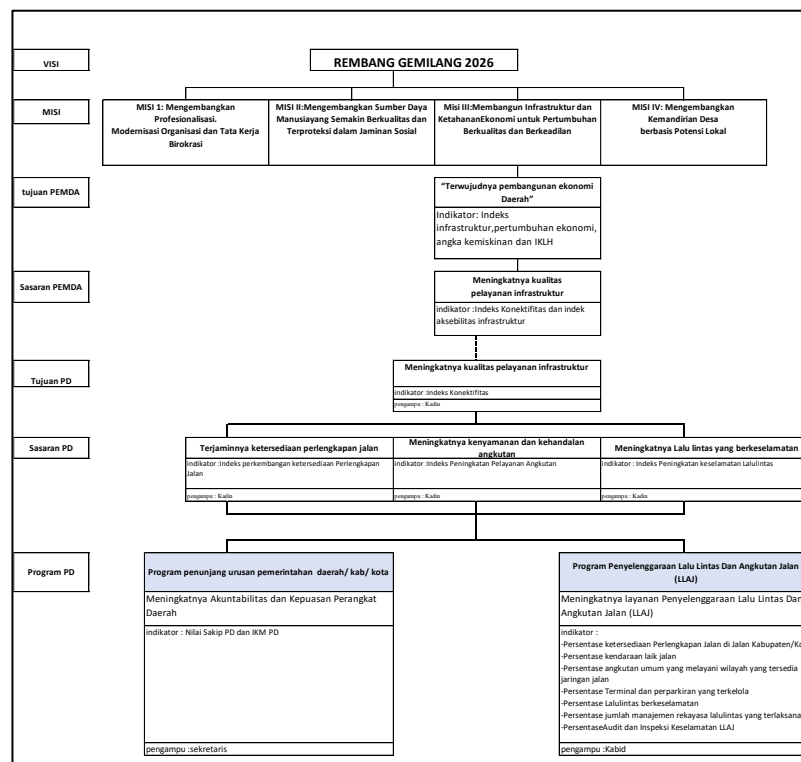 VISI
REMBANG GEMILANG 2026
MISI
MISI 1: Mengembangkan
Profesionalisasi.
Modernisasi Organisasi dan Tata Kerja
Birokrasi
MISI II:Mengembangkan Sumber Daya
Manusiayang Semakin Berkualitas dan
Terproteksi dalam Jaminan Sosial
Misi III:Membangun Infrastruktur dan
KetahananEkonomi untuk Pertumbuhan
Berkualitas dan Berkeadilan
MISI IV: Mengembangkan
Kemandirian Desa
berbasis Potensi Lokal
tujuan PEMDA
“Terwujudnya pembangunan ekonomi
Daerah”
Indikator: Indeks
infrastruktur,pertumbuhan ekonomi,
angka kemiskinan dan IKLH
Sasaran PEMDA
Meningkatnya kualitas
pelayanan infrastruktur
indikator :Indeks Konektifitas dan indek
aksebilitas infrastruktur
Tujuan PD
Meningkatnya kualitas pelayanan infrastruktur
indikator :Indeks Konektifitas
pengampu : Kadin
Sasaran PD
Terjaminnya ketersediaan perlengkapan jalan
indikator :Indeks perkembangan ketersediaan Perlengkapan
Jalan
pengampu : Kadin
Meningkatnya kenyamanan dan kehandalan
angkutan
indikator :Indeks Peningkatan Pelayanan Angkutan
pengampu : Kadin
Meningkatnya Lalu lintas yang berkeselamatan
indikator : Indeks Peningkatan keselamatan Lalulintas
pengampu : Kadin
Program PD
Program penunjang urusan pemerintahan daerah/ kab/ kota
Meningkatnya Akuntabilitas dan Kepuasan Perangkat
Daerah
indikator : Nilai Sakip PD dan IKM PD
pengampu :sekretaris
Program Penyelenggaraan Lalu Lintas Dan Angkutan Jalan
(LLAJ)
Meningkatnya layanan Penyelenggaraan Lalu Lintas Dan
Angkutan Jalan (LLAJ)
indikator :
-Persentase ketersediaan Perlengkapan Jalan di Jalan Kabupaten/Ko
-Persentase kendaraan laik jalan
-Persentase angkutan umum yang melayani wilayah yang tersedia
jaringan jalan
-Persentase Terminal dan perparkiran yang terkelola
-Persentase Lalulintas berkeselamatan
-Persentase jumlah manajemen rekayasa lalulintas yang terlaksana
-PersentaseAudit dan Inspeksi Keselamatan LLAJ
pengampu :Kabid